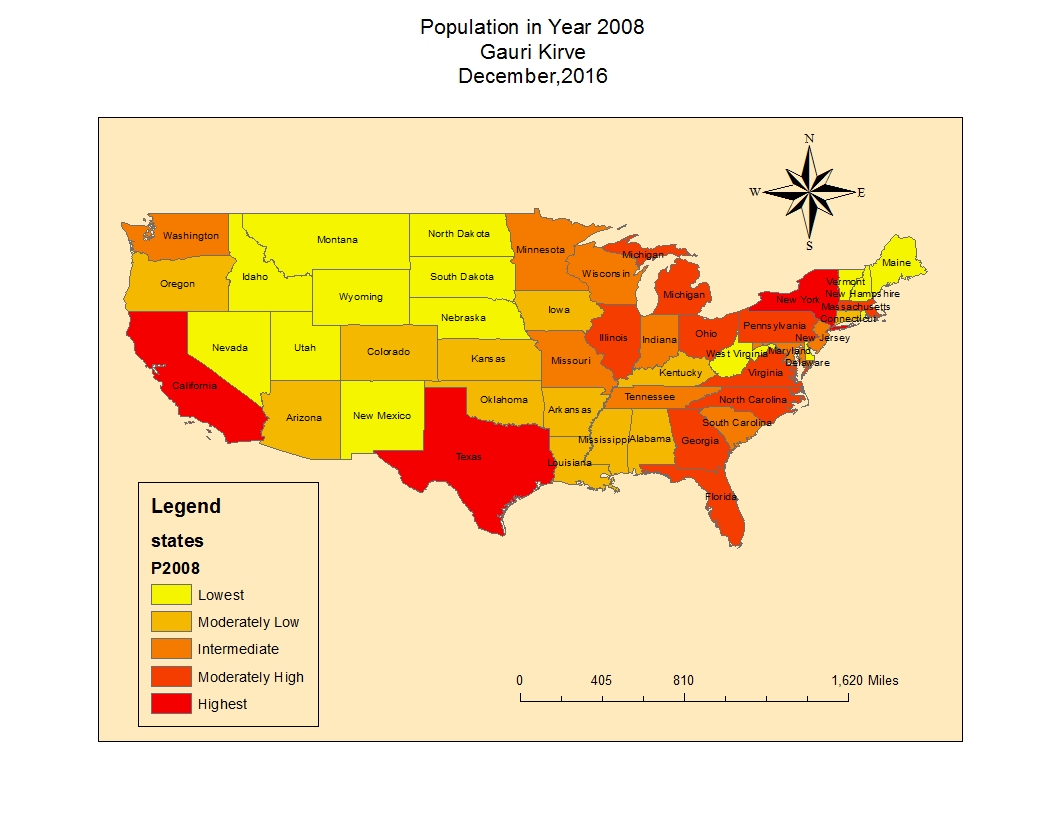 Population in Year 2008
Gauri Kirve
December,2016
N
W E
S
Washington
Montana
North Dakota
Minnesota
Michigan
Maine
Oregon
Idaho
South Dakota
Wisconsin
Vermont
Wyoming
Michigan
New York
New Hampshire
Massachusetts
Nebraska
Iowa
Connecticut
Nevada
Utah
Illinois
Indiana
Ohio
Pennsylvania
New Jersey
Colorado
Kansas
Missouri
West Virginia
Maryland
Delaware
California
Kentucky
Virginia
Oklahoma
Tennessee
North Carolina
Arizona
New Mexico
Arkansas
South Carolina
Mississippi
Alabama
Georgia
Texas
Louisiana
Florida
Legend
states
P2008
Lowest
Moderately Low
Intermediate
Moderately High
Highest
0 405 810 1,620 Miles